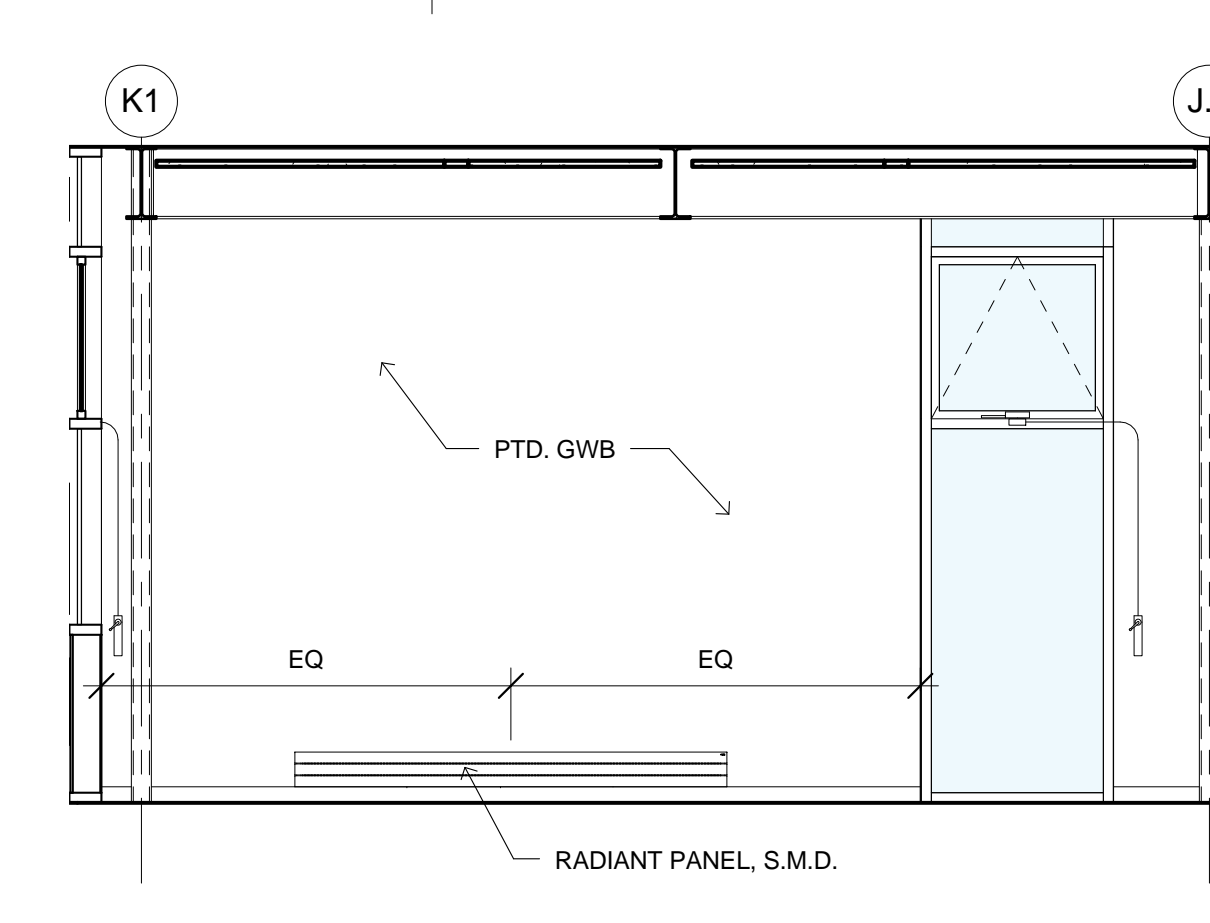 K1
J.
PTD. GWB
EQ
EQ
RADIANT PANEL, S.M.D.